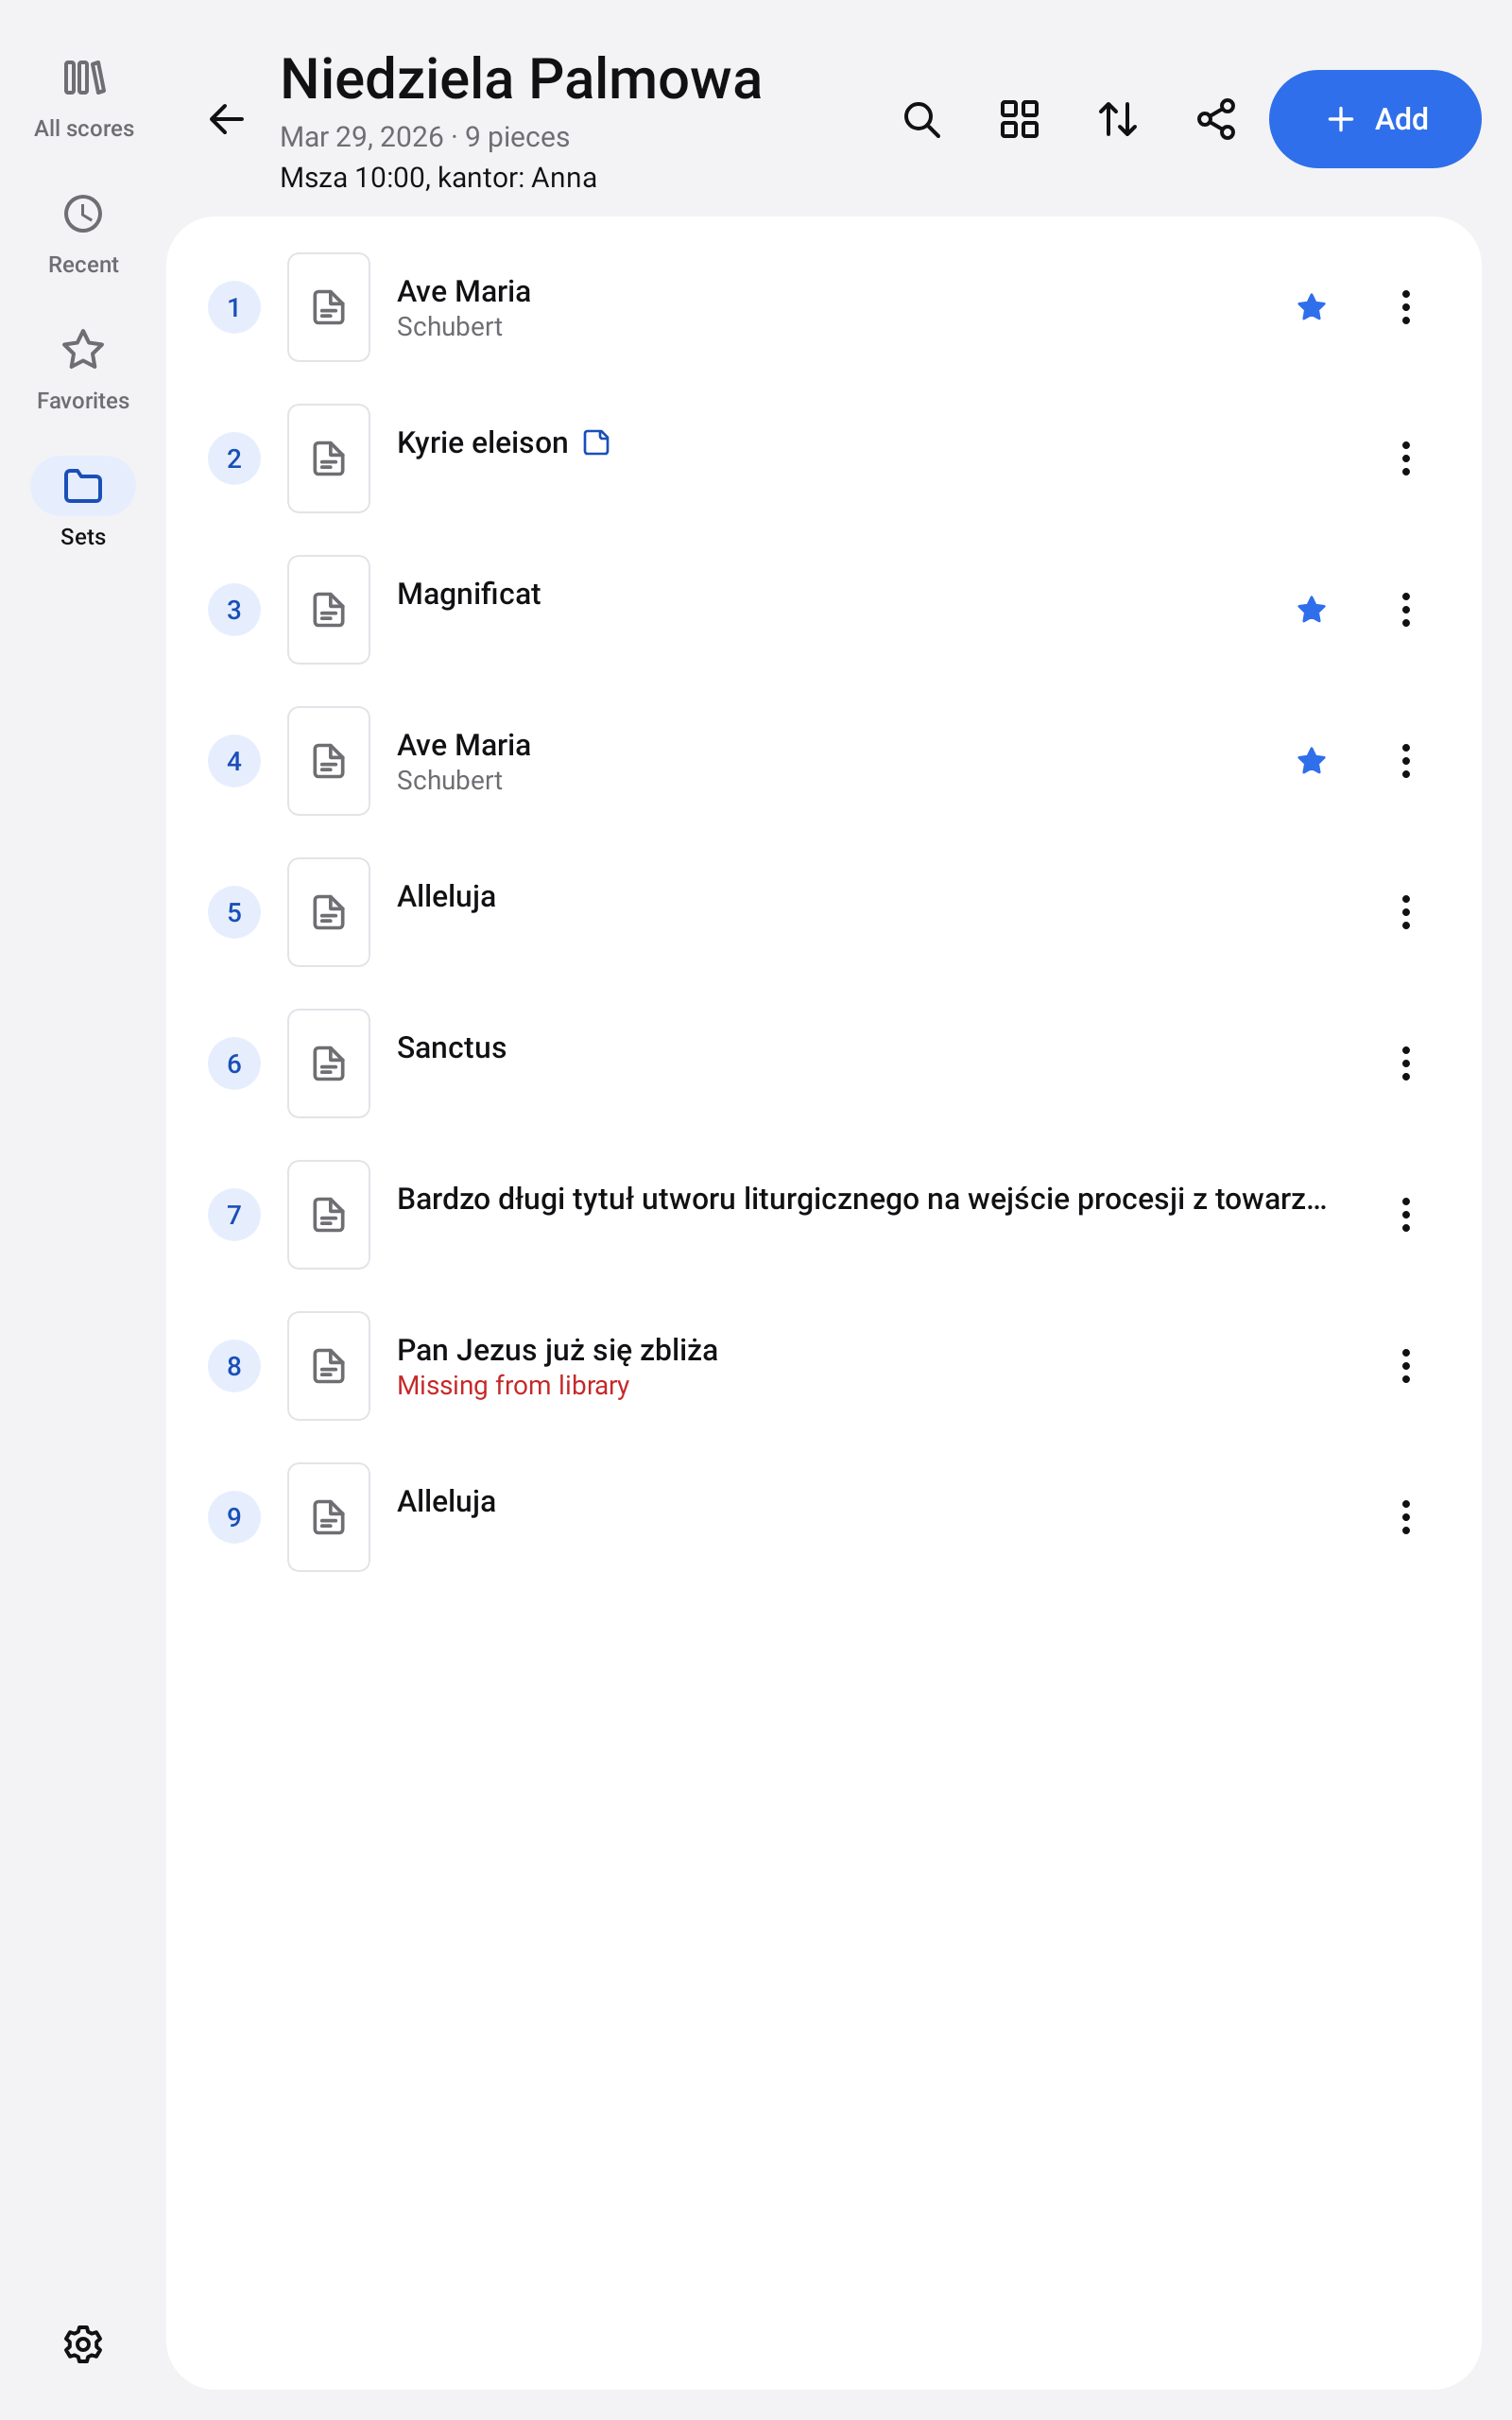 All scores
Recent
Favorites
Sets
Niedziela Palmowa
Mar 29, 2026 · 9 pieces
Msza 10:00, kantor: Anna
Add
1
Ave Maria
Schubert
2
Kyrie eleison
3
Magnificat
4
Ave Maria
Schubert
5
Alleluja
6
Sanctus
7
Bardzo długi tytuł utworu liturgicznego na wejście procesji z towarz...
8
Pan Jezus już się zbliża
Missing from library
9
Alleluja